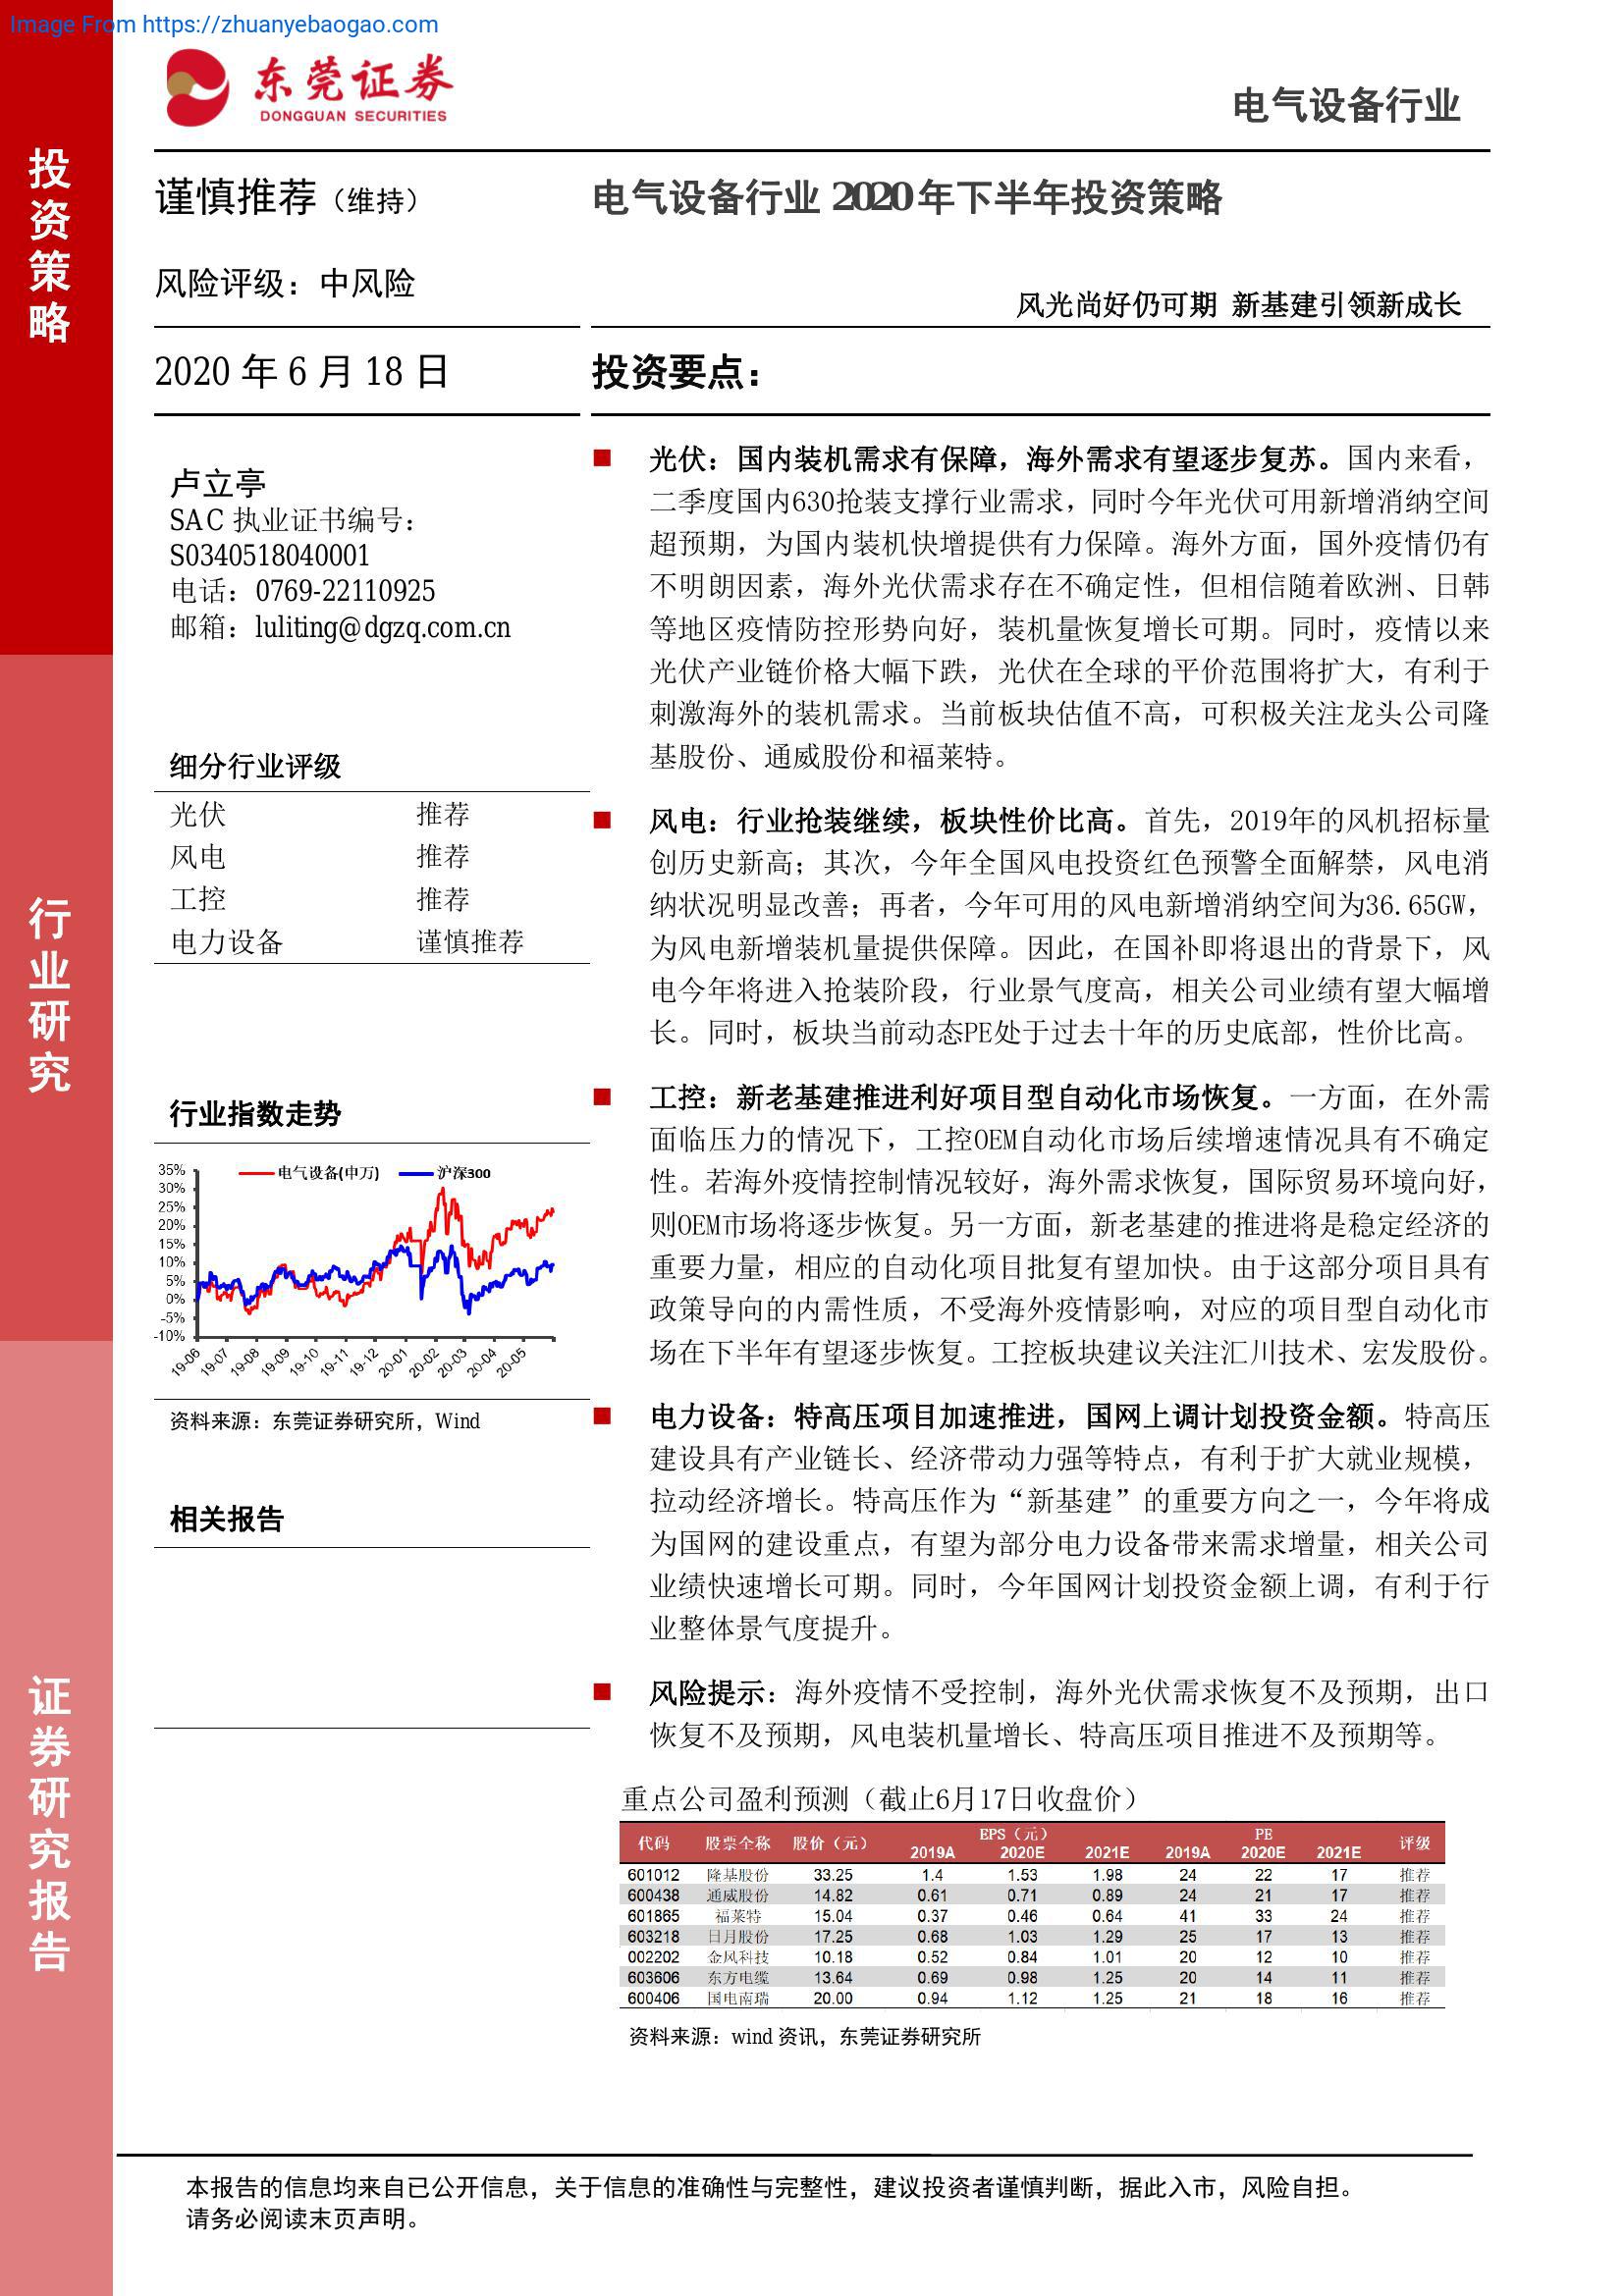 Image From https://zhuanyebaogao.com
东莞证券
DONGGUAN SECURITIES
电气设备行业
投资策略
行业研究
证券研究报告
谨慎推荐（维持）
风险评级：中风险
2020 年 6 月 18 日
卢立亭
SAC 执业证书编号：
S0340518040001
电话：0769-22110925
邮箱：luliting@dgzq.com.cn
细分行业评级
光伏 推荐
风电 推荐
工控 推荐
电力设备 谨慎推荐
行业指数走势
电气设备(申万) 沪深300
35%
30%
25%
20%
15%
10%
5%
0%
-5%
-10%
19-06 19-07 19-08 19-09 19-10 19-11 19-12 20-01 20-02 20-03 20-04 20-05
资料来源：东莞证券研究所，Wind
相关报告
电气设备行业 2020 年下半年投资策略
风光尚好仍可期 新基建引领新成长
投资要点：
■ 光伏：国内装机需求有保障，海外需求有望逐步复苏。国内来看，
二季度国内630抢装支撑行业需求，同时今年光伏可用新增消纳空间
超预期，为国内装机快增提供有力保障。海外方面，国外疫情仍有
不明朗因素，海外光伏需求存在不确定性，但相信随着欧洲、日韩
等地区疫情防控形势向好，装机量恢复增长可期。同时，疫情以来
光伏产业链价格大幅下跌，光伏在全球的平价范围将扩大，有利于
刺激海外的装机需求。当前板块估值不高，可积极关注龙头公司隆
基股份、通威股份和福莱特。
■ 风电：行业抢装继续，板块性价比高。首先，2019年的风机招标量
创历史新高；其次，今年全国风电投资红色预警全面解禁，风电消
纳状况明显改善；再者，今年可用的风电新增消纳空间为36.65GW，
为风电新增装机量提供保障。因此，在国补即将退出的背景下，风
电今年将进入抢装阶段，行业景气度高，相关公司业绩有望大幅增
长。同时，板块当前动态PE处于过去十年的历史底部，性价比高。
■ 工控：新老基建推进利好项目型自动化市场恢复。一方面，在外需
面临压力的情况下，工控OEM自动化市场后续增速情况具有不确定
性。若海外疫情控制情况较好，海外需求恢复，国际贸易环境向好，
则OEM市场将逐步恢复。另一方面，新老基建的推进将是稳定经济的
重要力量，相应的自动化项目批复有望加快。由于这部分项目具有
政策导向的内需性质，不受海外疫情影响，对应的项目型自动化市
场在下半年有望逐步恢复。工控板块建议关注汇川技术、宏发股份。
■ 电力设备：特高压项目加速推进，国网上调计划投资金额。特高压
建设具有产业链长、经济带动力强等特点，有利于扩大就业规模，
拉动经济增长。特高压作为“新基建”的重要方向之一，今年将成
为国网的建设重点，有望为部分电力设备带来需求增量，相关公司
业绩快速增长可期。同时，今年国网计划投资金额上调，有利于行
业整体景气度提升。
■ 风险提示：海外疫情不受控制，海外光伏需求恢复不及预期，出口
恢复不及预期，风电装机量增长、特高压项目推进不及预期等。
重点公司盈利预测（截止6月17日收盘价）
代码 股票全称 股价（元） EPS（元） PE 评级
2019A 2020E 2021E 2019A 2020E 2021E
601012 隆基股份 33.25 1.4 1.53 1.98 24 22 17 推荐
600438 通威股份 14.82 0.61 0.71 0.89 24 21 17 推荐
601865 福莱特 15.04 0.37 0.46 0.64 41 33 24 推荐
603218 日月股份 17.25 0.68 1.03 1.29 25 17 13 推荐
002202 金风科技 10.18 0.52 0.84 1.01 20 12 10 推荐
603606 东方电缆 13.64 0.69 0.98 1.25 20 14 11 推荐
600406 国电南瑞 20.00 0.94 1.12 1.25 21 18 16 推荐
资料来源：wind 资讯，东莞证券研究所
本报告的信息均来自已公开信息，关于信息的准确性与完整性，建议投资者谨慎判断，据此入市，风险自担。
请务必阅读末页声明。